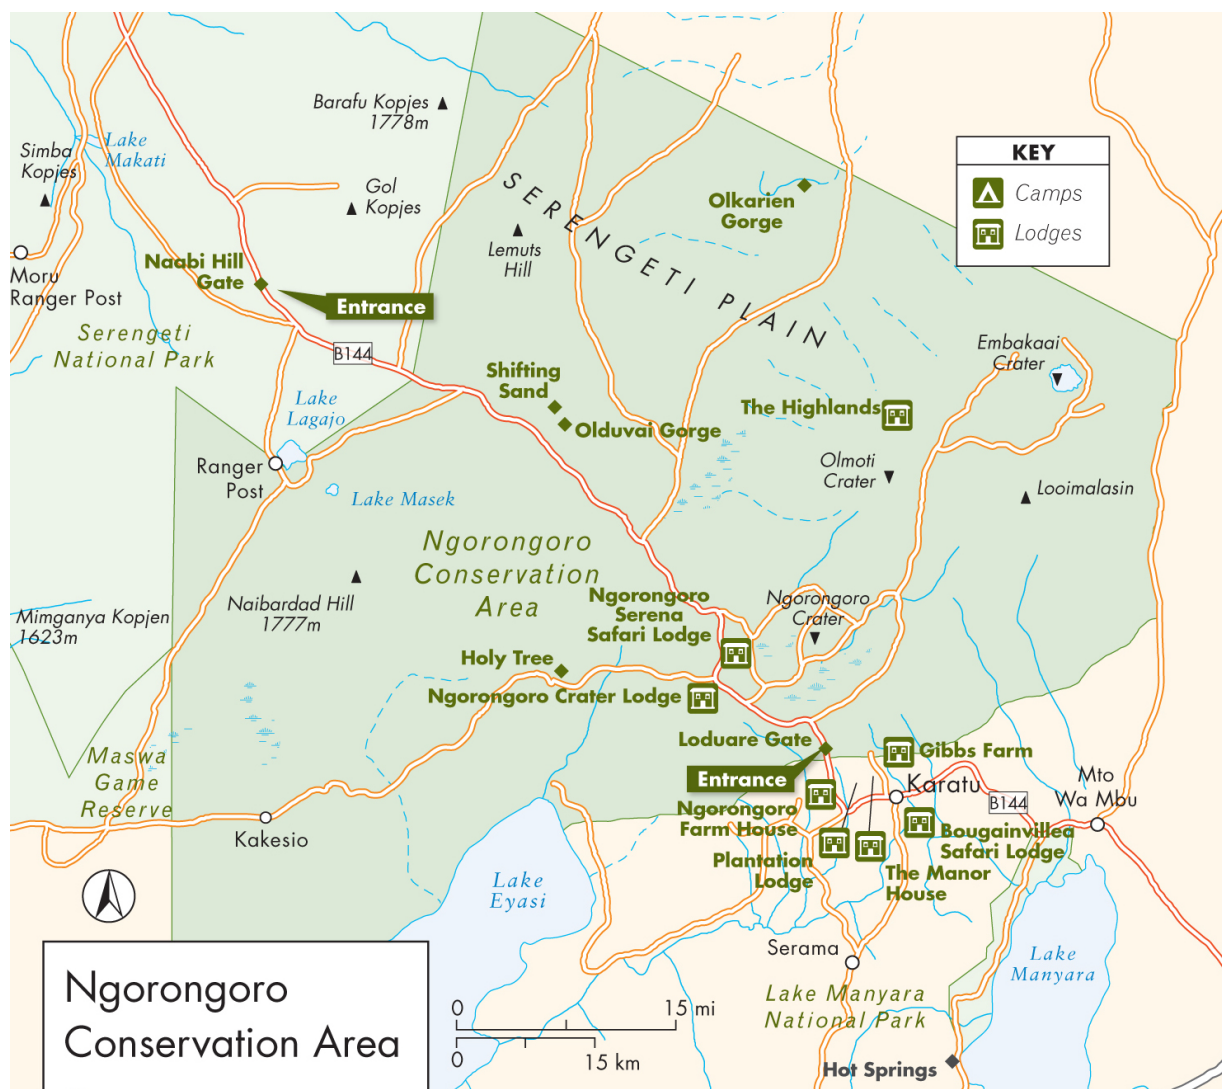 Barafu Kopjes
1778m
Lake
Makati
Simba
Kopjes
Gol
Kopjes
SERENGETI PLAIN
Olkarien
Gorge
KEY
Camps
Lodges
Lemuts
Hill
Moru
Ranger Post
Naabi Hill
Gate
Entrance
Serengeti
National Park
B144
Embakaai
Crater
Shifting
Sand
Olduvai Gorge
The Highlands
Lake
Lagajo
Ranger
Post
Lake Masek
Olmoti
Crater
Looimalasin
Ngorongoro
Conservation
Area
Naibardad Hill
1777m
Mimganya Kopjen
1623m
Ngorongoro
Serena
Safari Lodge
Ngorongoro
Crater
Holy Tree
Ngorongoro Crater Lodge
Loduare Gate
Entrance
Gibbs Farm
Maswa
Game
Reserve
Kakesio
Karatu
B144
Mto
Wa Mbu
Ngorongoro
Farm House
Bougainvillea
Safari Lodge
Plantation
Lodge
The Manor
House
Lake
Eyasi
Serama
Lake
Manyara
Lake Manyara
National Park
Hot Springs
Ngorongoro
Conservation Area
0 15 mi
0 15 km